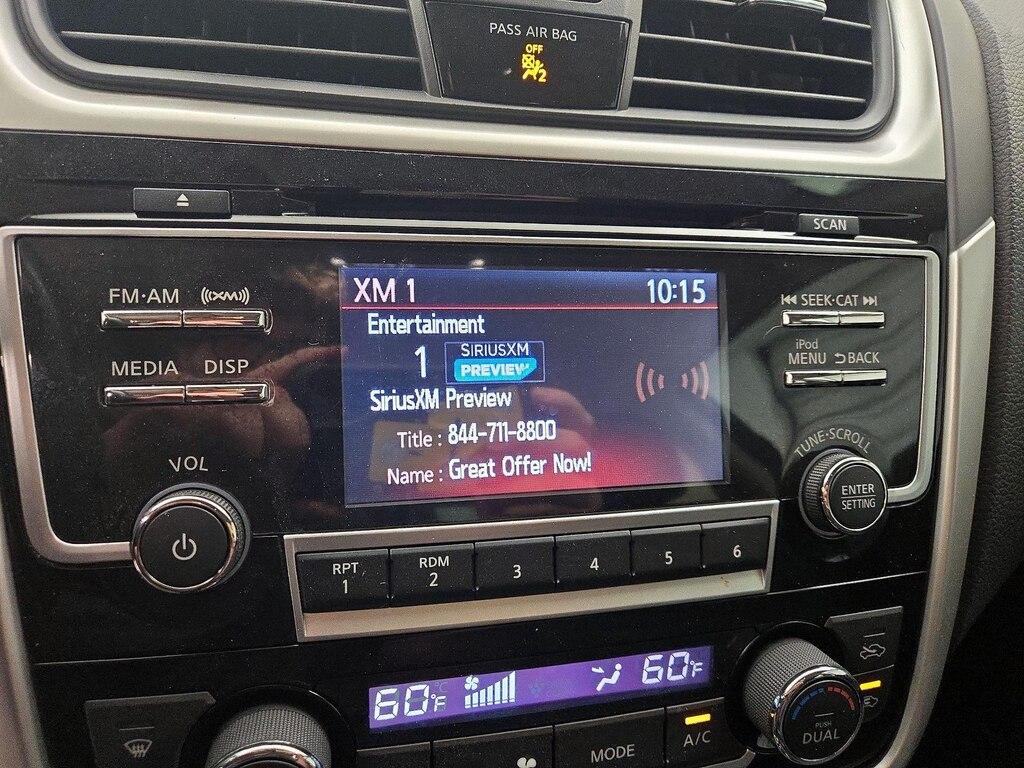 PASS AIR BAG
OFF
2
SCAN
FM·AM
((XM))
SEEK·CAT
MEDIA
DISP
iPod
MENU
BACK
XM 1
10:15
Entertainment
1
SIRIUSXM
PREVIEW
SiriusXM Preview
Title : 844-711-8800
Name : Great Offer Now!
VOL
TUNE·SCROLL
ENTER
SETTING
RPT
1
RDM
2
3
4
5
6
60°F
60°F
MODE
A/C
PUSH
DUAL